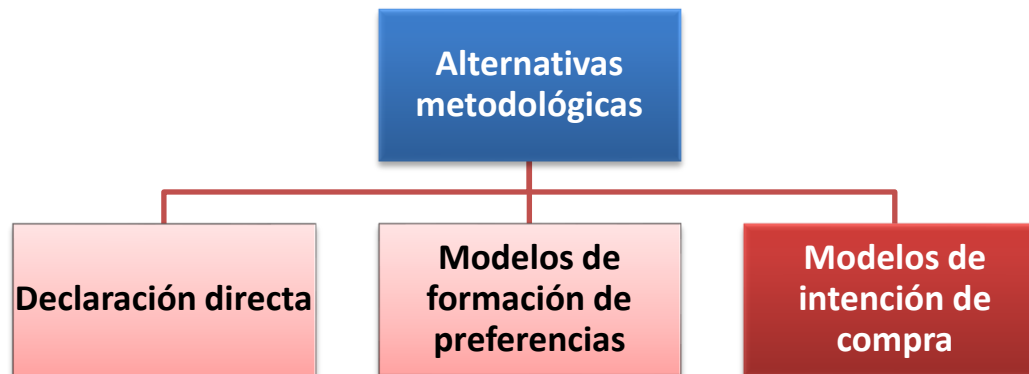 Alternativas
metodológicas
Declaración directa
Modelos de
formación de
preferencias
Modelos de
intención de
compra